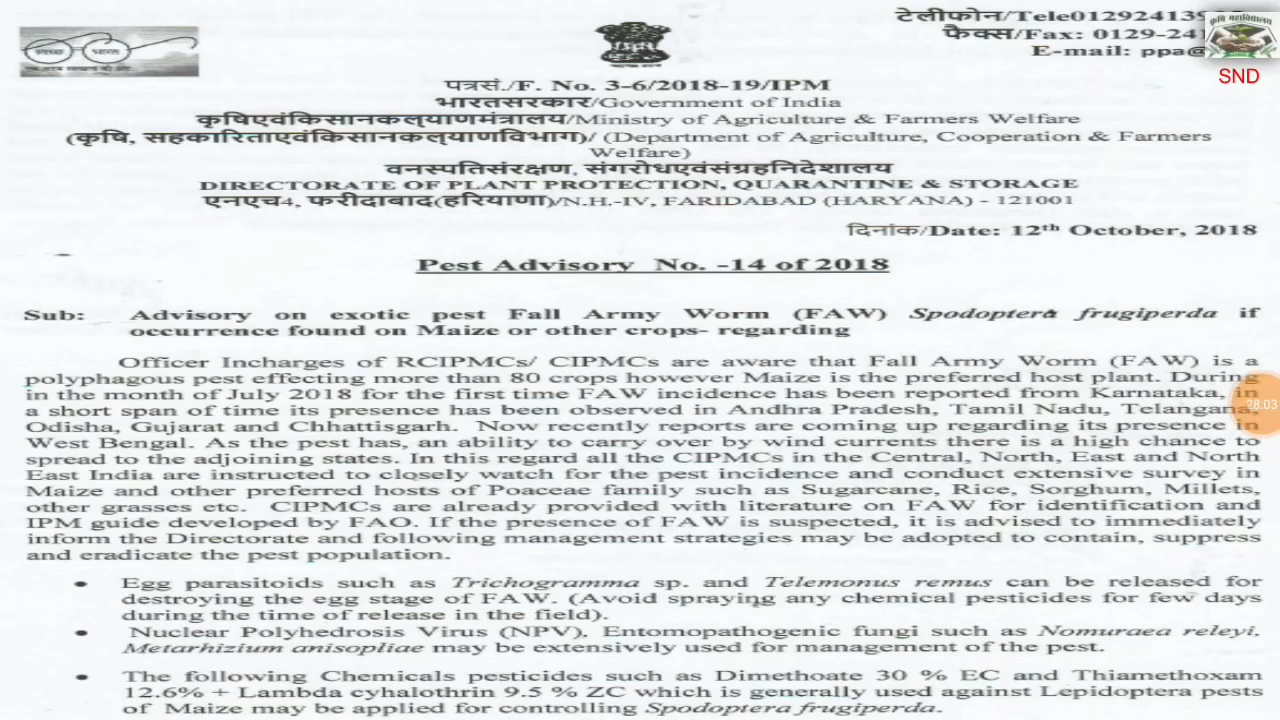 टेलीफोन/Tele01292413
फैक्स/Fax: 0129-241
E-mail: ppa@
कृषि महाविद्यालय
SND
स्वच्छ भारत
पत्रसं./F. No. 3-6/2018-19/IPM
भारतसरकार/Government of India
कृषिएवंकिसानकल्याणमंत्रालय/Ministry of Agriculture & Farmers Welfare
(कृषि, सहकारिताएवंकिसानकल्याणविभाग)/ (Department of Agriculture, Cooperation & Farmers
Welfare)
वनस्पतिसंरक्षण, संगरोधएवंसंग्रहनिदेशालय
DIRECTORATE OF PLANT PROTECTION, QUARANTINE & STORAGE
एनएच4, फरीदाबाद(हरियाणा)/N.H.-IV, FARIDABAD (HARYANA) - 121001
दिनांक/Date: 12th October, 2018
Pest Advisory No. -14 of 2018
Sub: Advisory on exotic pest Fall Army Worm (FAW) Spodoptera frugiperda if
occurrence found on Maize or other crops- regarding
Officer Incharges of RCIPMCs/ CIPMCs are aware that Fall Army Worm (FAW) is a
polyphagous pest effecting more than 80 crops however Maize is the preferred host plant. During
in the month of July 2018 for the first time FAW incidence has been reported from Karnataka, in
a short span of time its presence has been observed in Andhra Pradesh, Tamil Nadu, Telangana,
Odisha, Gujarat and Chhattisgarh. Now recently reports are coming up regarding its presence in
West Bengal. As the pest has, an ability to carry over by wind currents there is a high chance to
spread to the adjoining states. In this regard all the CIPMCs in the Central, North, East and North
East India are instructed to closely watch for the pest incidence and conduct extensive survey in
Maize and other preferred hosts of Poaceae family such as Sugarcane, Rice, Sorghum, Millets,
other grasses etc. CIPMCs are already provided with literature on FAW for identification and
IPM guide developed by FAO. If the presence of FAW is suspected, it is advised to immediately
inform the Directorate and following management strategies may be adopted to contain, suppress
and eradicate the pest population.
28:03
• Egg parasitoids such as Trichogramma sp. and Telemonus remus can be released for
destroying the egg stage of FAW. (Avoid spraying any chemical pesticides for few days
during the time of release in the field).
• Nuclear Polyhedrosis Virus (NPV), Entomopathogenic fungi such as Nomuraea releyi,
Metarhizium anisopliae may be extensively used for management of the pest.
• The following Chemicals pesticides such as Dimethoate 30 % EC and Thiamethoxam
12.6% + Lambda cyhalothrin 9.5 % ZC which is generally used against Lepidoptera pests
of Maize may be applied for controlling Spodoptera frugiperda.